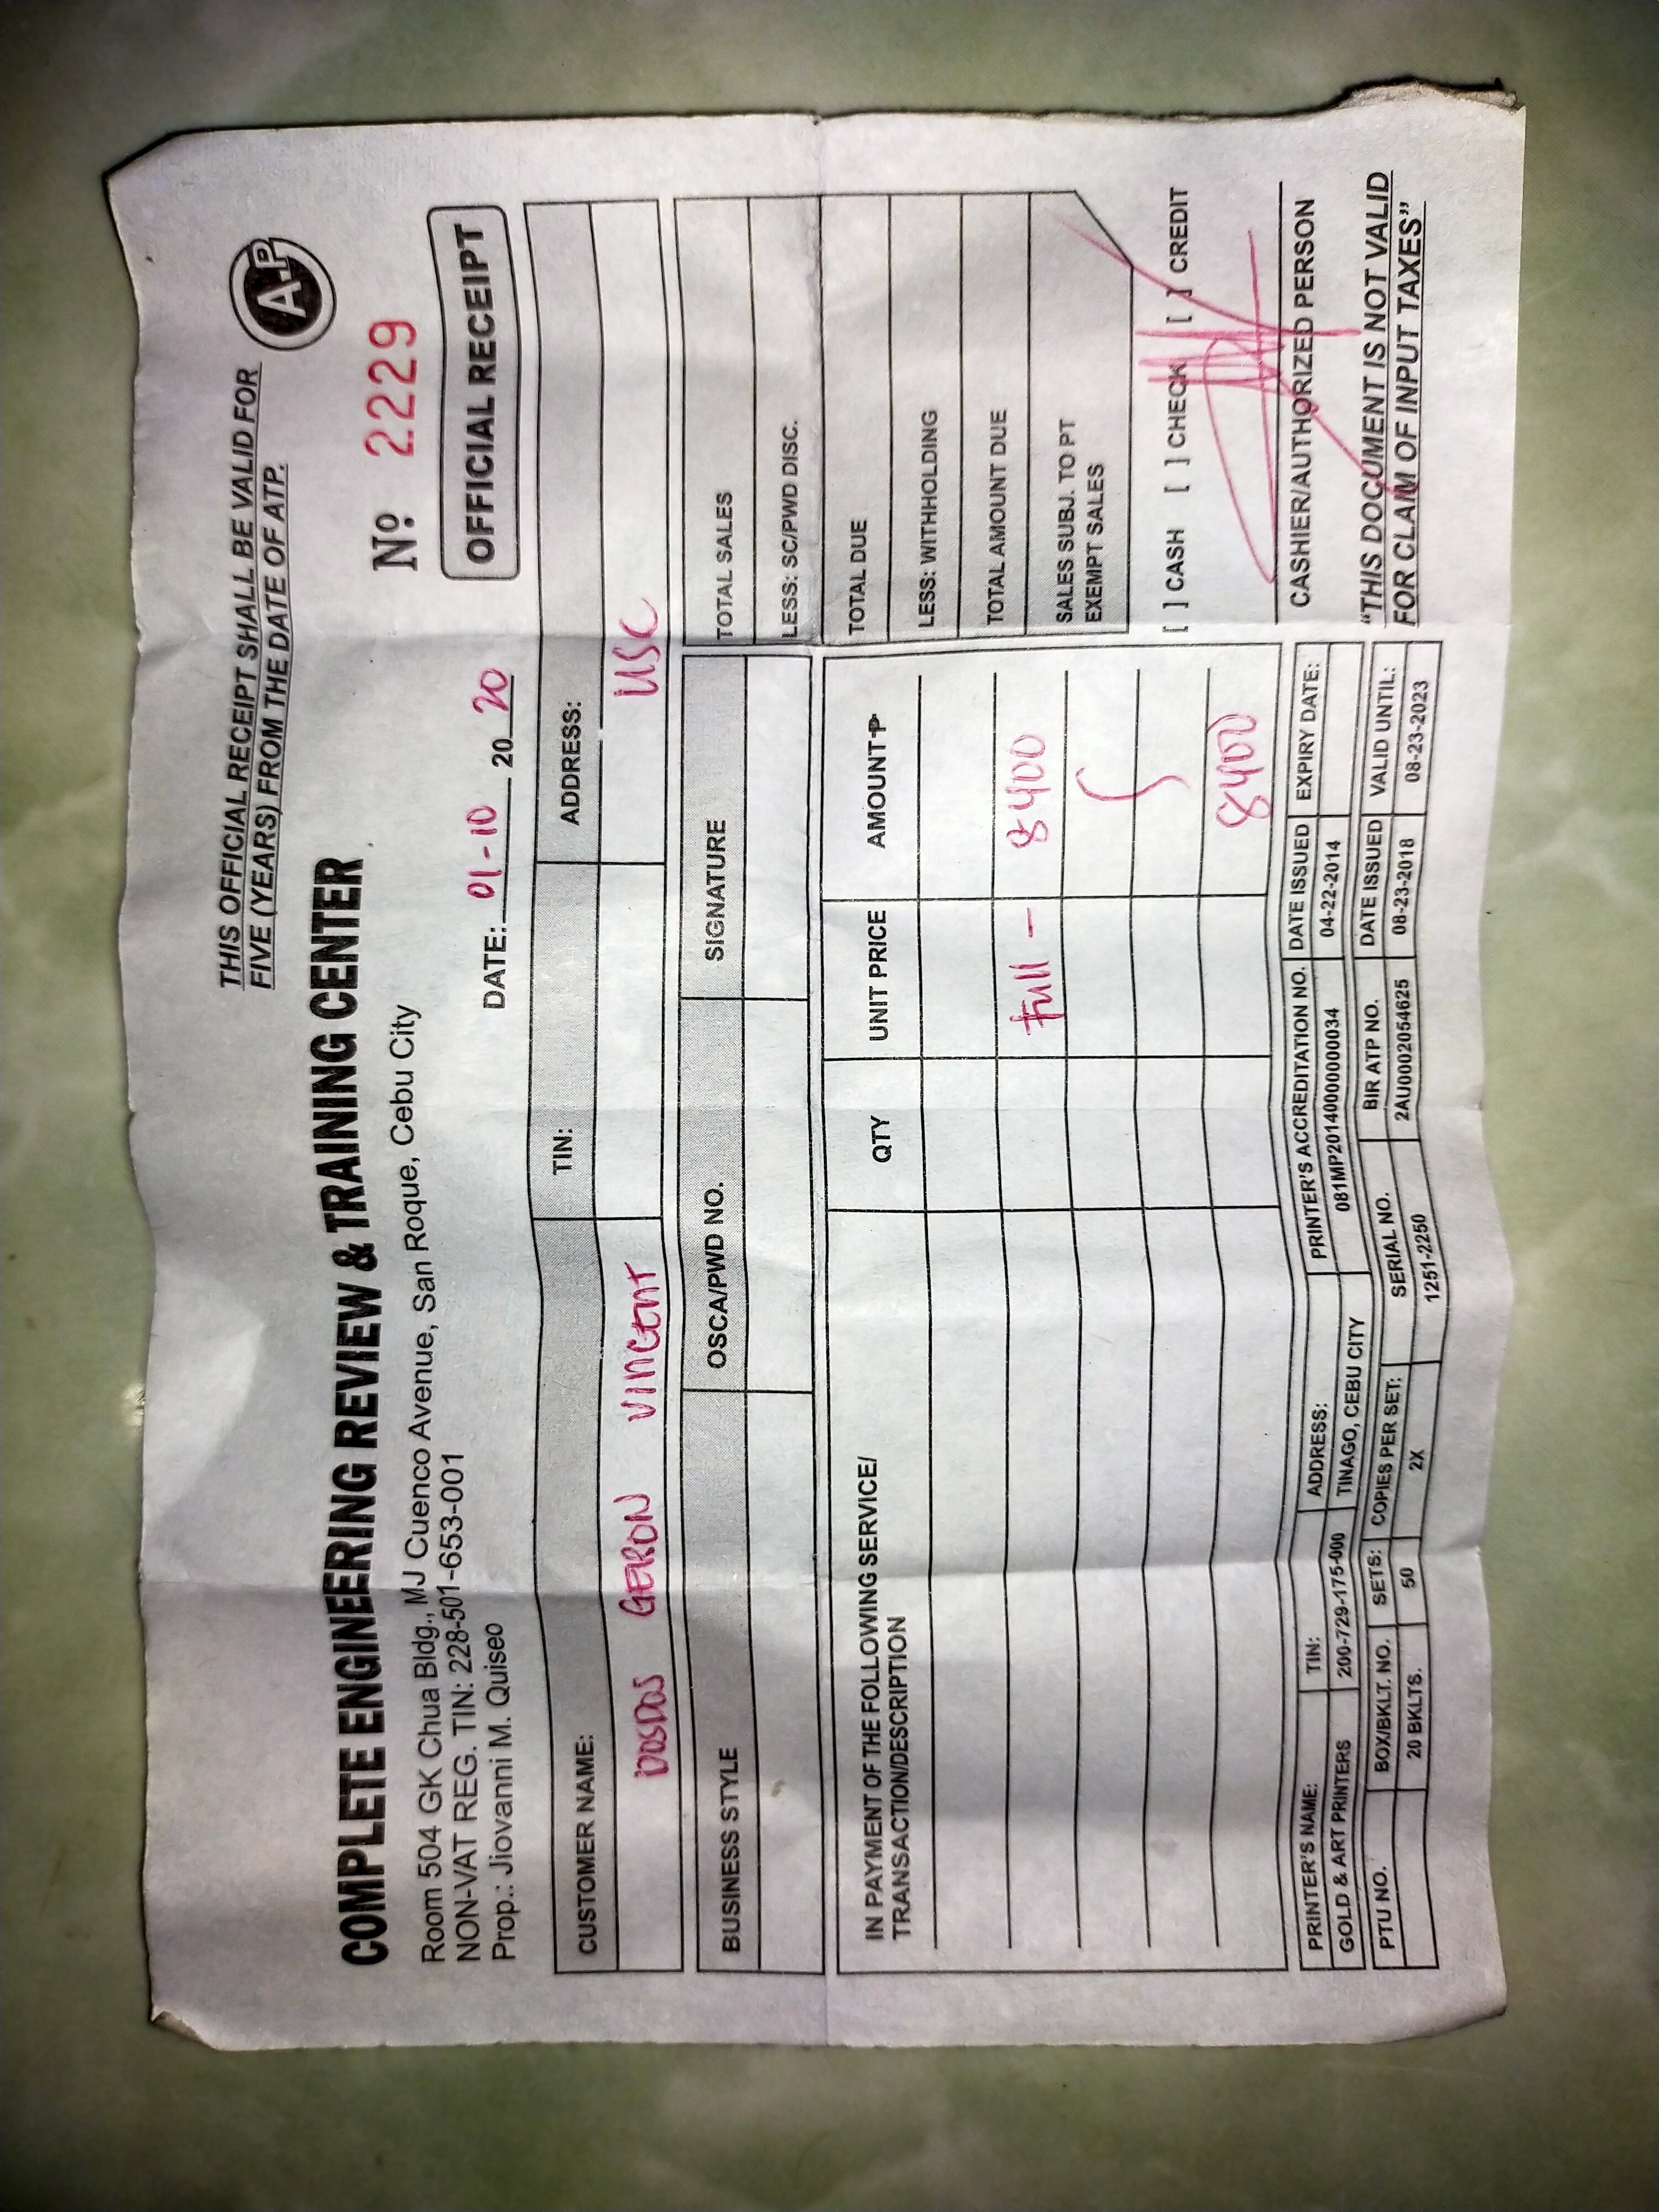 THIS OFFICIAL RECEIPT SHALL BE VALID FOR
FIVE (YEARS) FROM THE DATE OF ATP.
AP
COMPLETE ENGINEERING REVIEW & TRAINING CENTER
Room 504 GK Chua Bldg., MJ Cuenco Avenue, San Roque, Cebu City
NON-VAT REG. TIN: 228-501-653-001
Prop.: Jiovanni M. Quiseo
Nº 2229
OFFICIAL RECEIPT
DATE: 01-10 2020
CUSTOMER NAME: TIN: ADDRESS:
DOSDOS GERON VINCENT USC
BUSINESS STYLE OSCA/PWD NO. SIGNATURE
IN PAYMENT OF THE FOLLOWING SERVICE/
TRANSACTION/DESCRIPTION QTY UNIT PRICE AMOUNT ₱
Full - 8400
8400
TOTAL SALES
LESS: SC/PWD DISC.
TOTAL DUE
LESS: WITHHOLDING
TOTAL AMOUNT DUE
SALES SUBJ. TO PT
EXEMPT SALES
[ ] CASH [ ] CHECK [ ] CREDIT
CASHIER/AUTHORIZED PERSON
"THIS DOCUMENT IS NOT VALID
FOR CLAIM OF INPUT TAXES"
PRINTER'S NAME: TIN: ADDRESS: PRINTER'S ACCREDITATION NO. DATE ISSUED EXPIRY DATE:
GOLD & ART PRINTERS 200-729-175-000 TINAGO, CEBU CITY 081MP20140000000034 04-22-2014
PTU NO. BOX/BKLT. NO. SETS: COPIES PER SET: SERIAL NO. BIR ATP NO. DATE ISSUED VALID UNTIL:
20 BKLTS. 50 2X 1251-2250 2AU0002054625 08-23-2018 08-23-2023